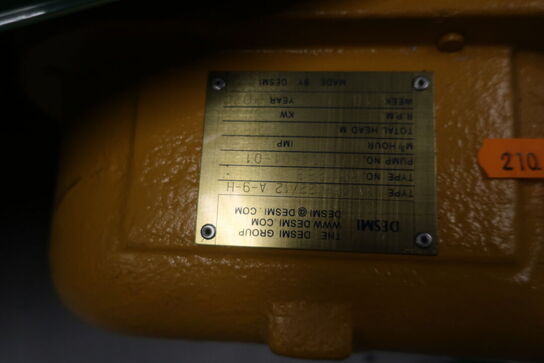 DESMI
THE DESMI GROUP
WWW.DESMI.COM
DESMI@DESMI.COM
TYPE A-9-H
TYPE NO.
PUMP NO.
M³/HOUR IMP
TOTAL HEAD M
R.P.M KW
WEEK YEAR
MADE BY DESMI
210